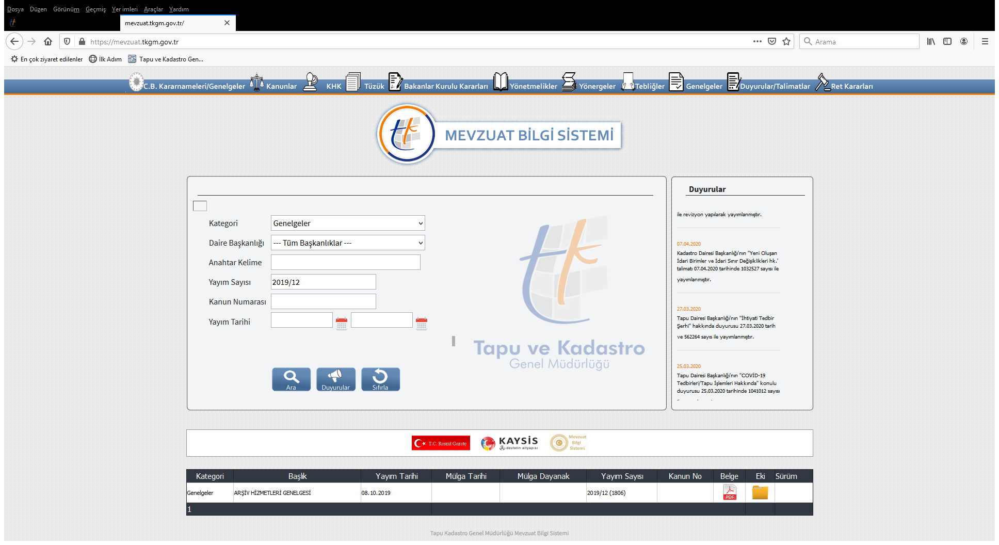 Dosya Düzen Görünüm Geçmiş Yer imleri Araçlar Yardım
mevzuat.tkgm.gov.tr/
https://mevzuat.tkgm.gov.tr
Arama
En çok ziyaret edilenler İlk Adım Tapu ve Kadastro Gen...
C.B. Kararnameleri/Genelgeler Kanunlar KHK Tüzük Bakanlar Kurulu Kararları Yönetmelikler Yönergeler Tebliğler Genelgeler Duyurular/Talimatlar Ret Kararları
tk MEVZUAT BİLGİ SİSTEMİ
Kategori Genelgeler
Daire Başkanlığı --- Tüm Başkanlıklar ---
Anahtar Kelime
Yayım Sayısı 2019/12
Kanun Numarası
Yayım Tarihi
Ara Duyurular Sıfırla
tk
Tapu ve Kadastro
Genel Müdürlüğü
Duyurular
ile revizyon yapılarak yayımlanmıştır.
07.04.2020
Kadastro Dairesi Başkanlığı'nın "Yeni Oluşan
İdari Birimler ve İdari Sınır Değişiklikleri hk.'
talimatı 07.04.2020 tarihinde 1032527 sayısı ile
yayımlanmıştır.
27.03.2020
Tapu Dairesi Başkanlığı'nın "İhtiyati Tedbir
Şerhi" hakkında duyurusu 27.03.2020 tarih
ve 562264 sayıs ile yayımlanmıştır.
25.03.2020
Tapu Dairesi Başkanlığı'nın "COVİD-19
Tedbirleri/Tapu İşlemleri Hakkında" konulu
duyurusu 25.03.2020 tarihinde 1041012 sayısı
T.C. Resmî Gazete
KAYSİS
-devletin altyapısı
Mevzuat
Bilgi
Sistemi
Kategori Başlık Yayım Tarihi Mülga Tarihi Mülga Dayanak Yayım Sayısı Kanun No Belge Eki Sürüm
Genelgeler ARŞİV HİZMETLERİ GENELGESİ 08.10.2019 2019/12 (1806) PDF
1
Tapu Kadastro Genel Müdürlüğü Mevzuat Bilgi Sistemi